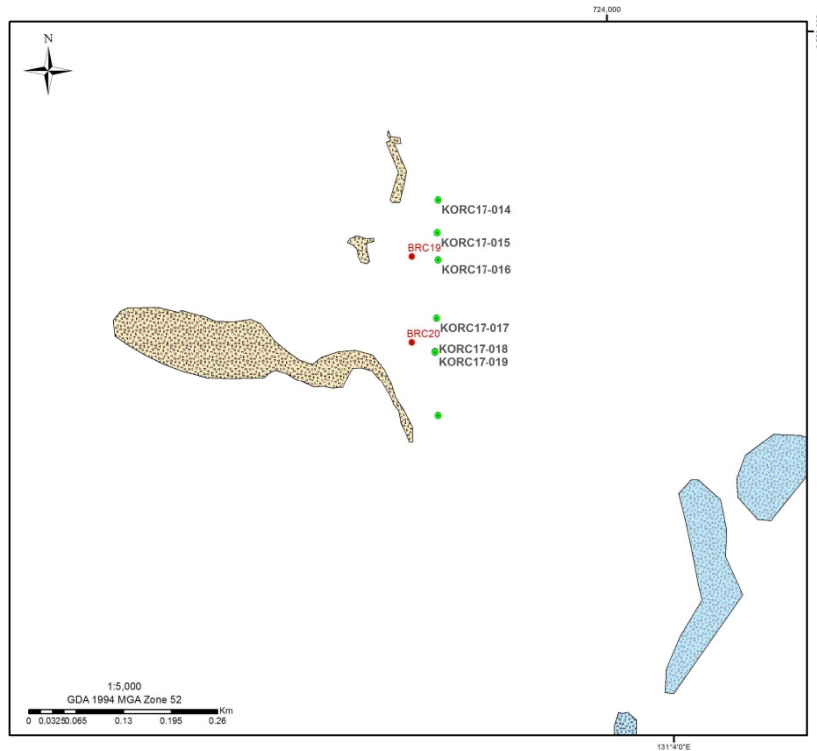 724,000
N
KORC17-014
KORC17-015
BRC19
KORC17-016
KORC17-017
BRC20
KORC17-018
KORC17-019
1:5,000
GDA 1994 MGA Zone 52
Km
0 0.0325 0.065 0.13 0.195 0.26
131°4'0"E